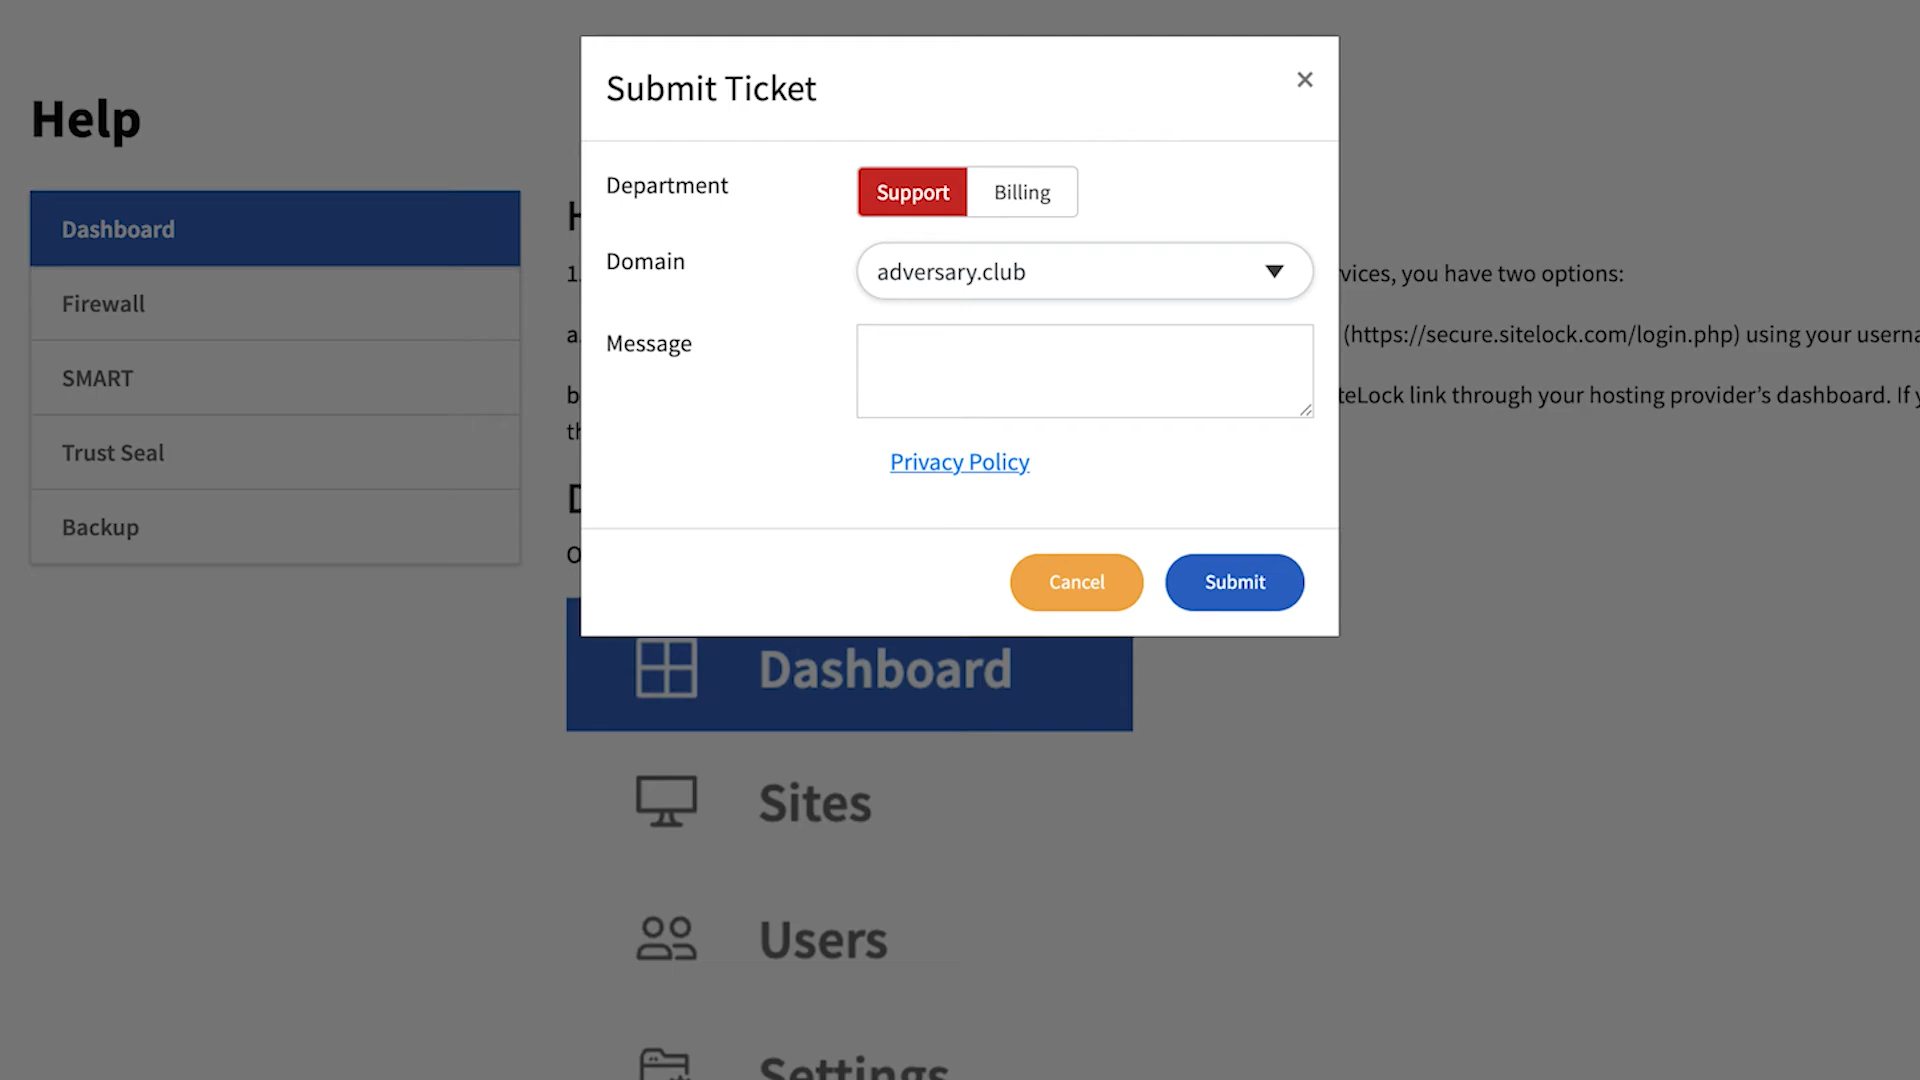 Help
Dashboard
Firewall
SMART
Trust Seal
Backup
Submit Ticket
×
Department
Support
Billing
Domain
adversary.club
Message
Privacy Policy
Cancel
Submit
1.
vices, you have two options:
a.
(https://secure.sitelock.com/login.php) using your userna
b
teLock link through your hosting provider's dashboard. If y
th
Dashboard
Sites
Users
Settings